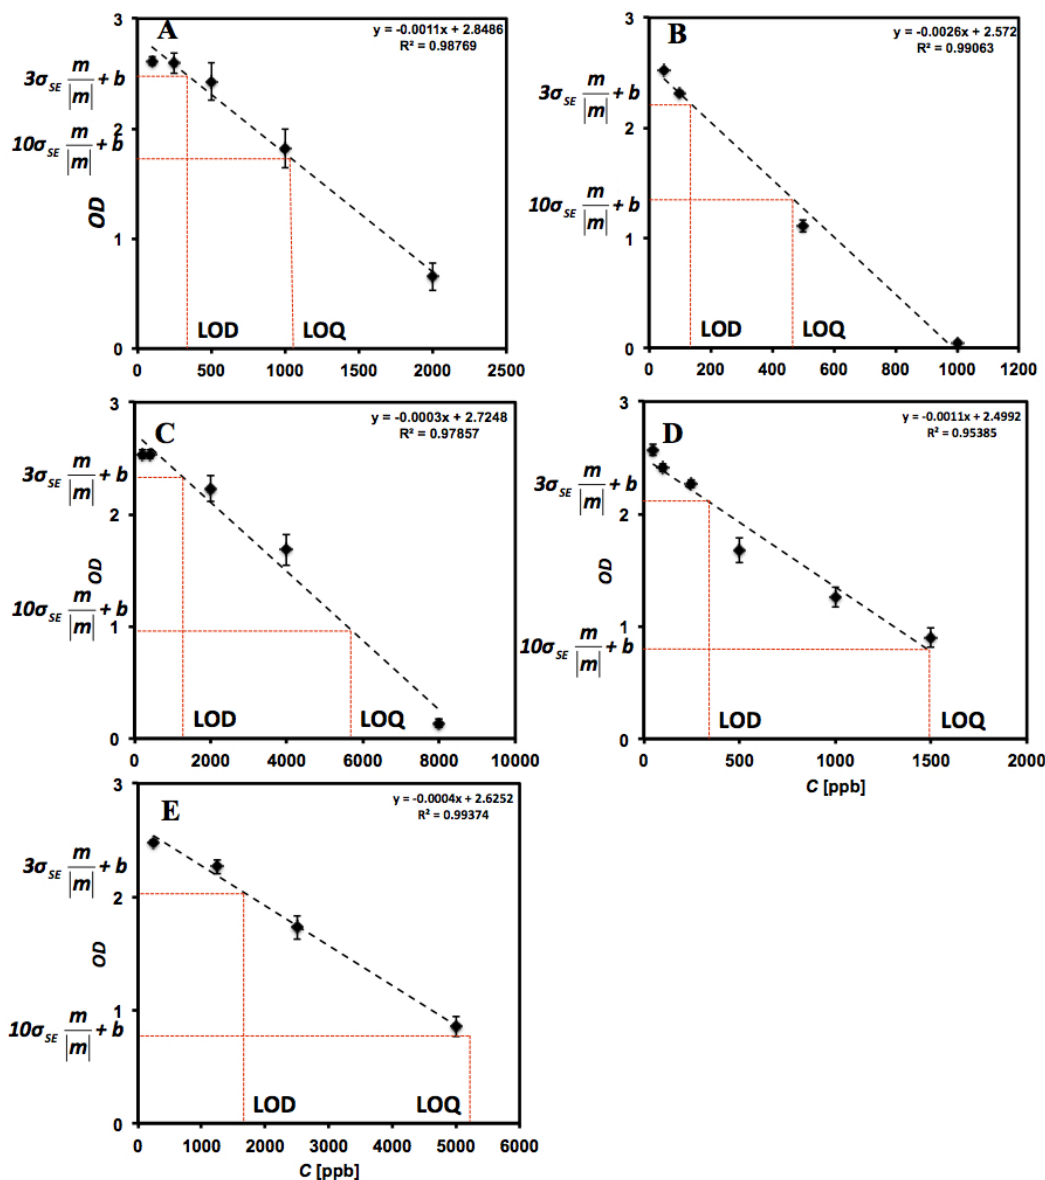 A
y = -0.0011x + 2.8486
R² = 0.98769
3
2
1
0
3σSE m/|m| + b
10σSE m/|m| + b
OD
LOD LOQ
0 500 1000 1500 2000 2500
B
y = -0.0026x + 2.572
R² = 0.99063
3
2
1
0
3σSE m/|m| + b
10σSE m/|m| + b
LOD LOQ
0 200 400 600 800 1000 1200
C
y = -0.0003x + 2.7248
R² = 0.97857
3
2
1
0
3σSE m/|m| + b
10σSE m/|m| + b
OD
LOD LOQ
0 2000 4000 6000 8000 10000
D
y = -0.0011x + 2.4992
R² = 0.95385
3
2
1
0
3σSE m/|m| + b
10σSE m/|m| + b
OD
LOD LOQ
0 500 1000 1500 2000
C [ppb]
E
y = -0.0004x + 2.6252
R² = 0.99374
3
2
1
0
3σSE m/|m| + b
10σSE m/|m| + b
OD
LOD LOQ
0 1000 2000 3000 4000 5000 6000
C [ppb]